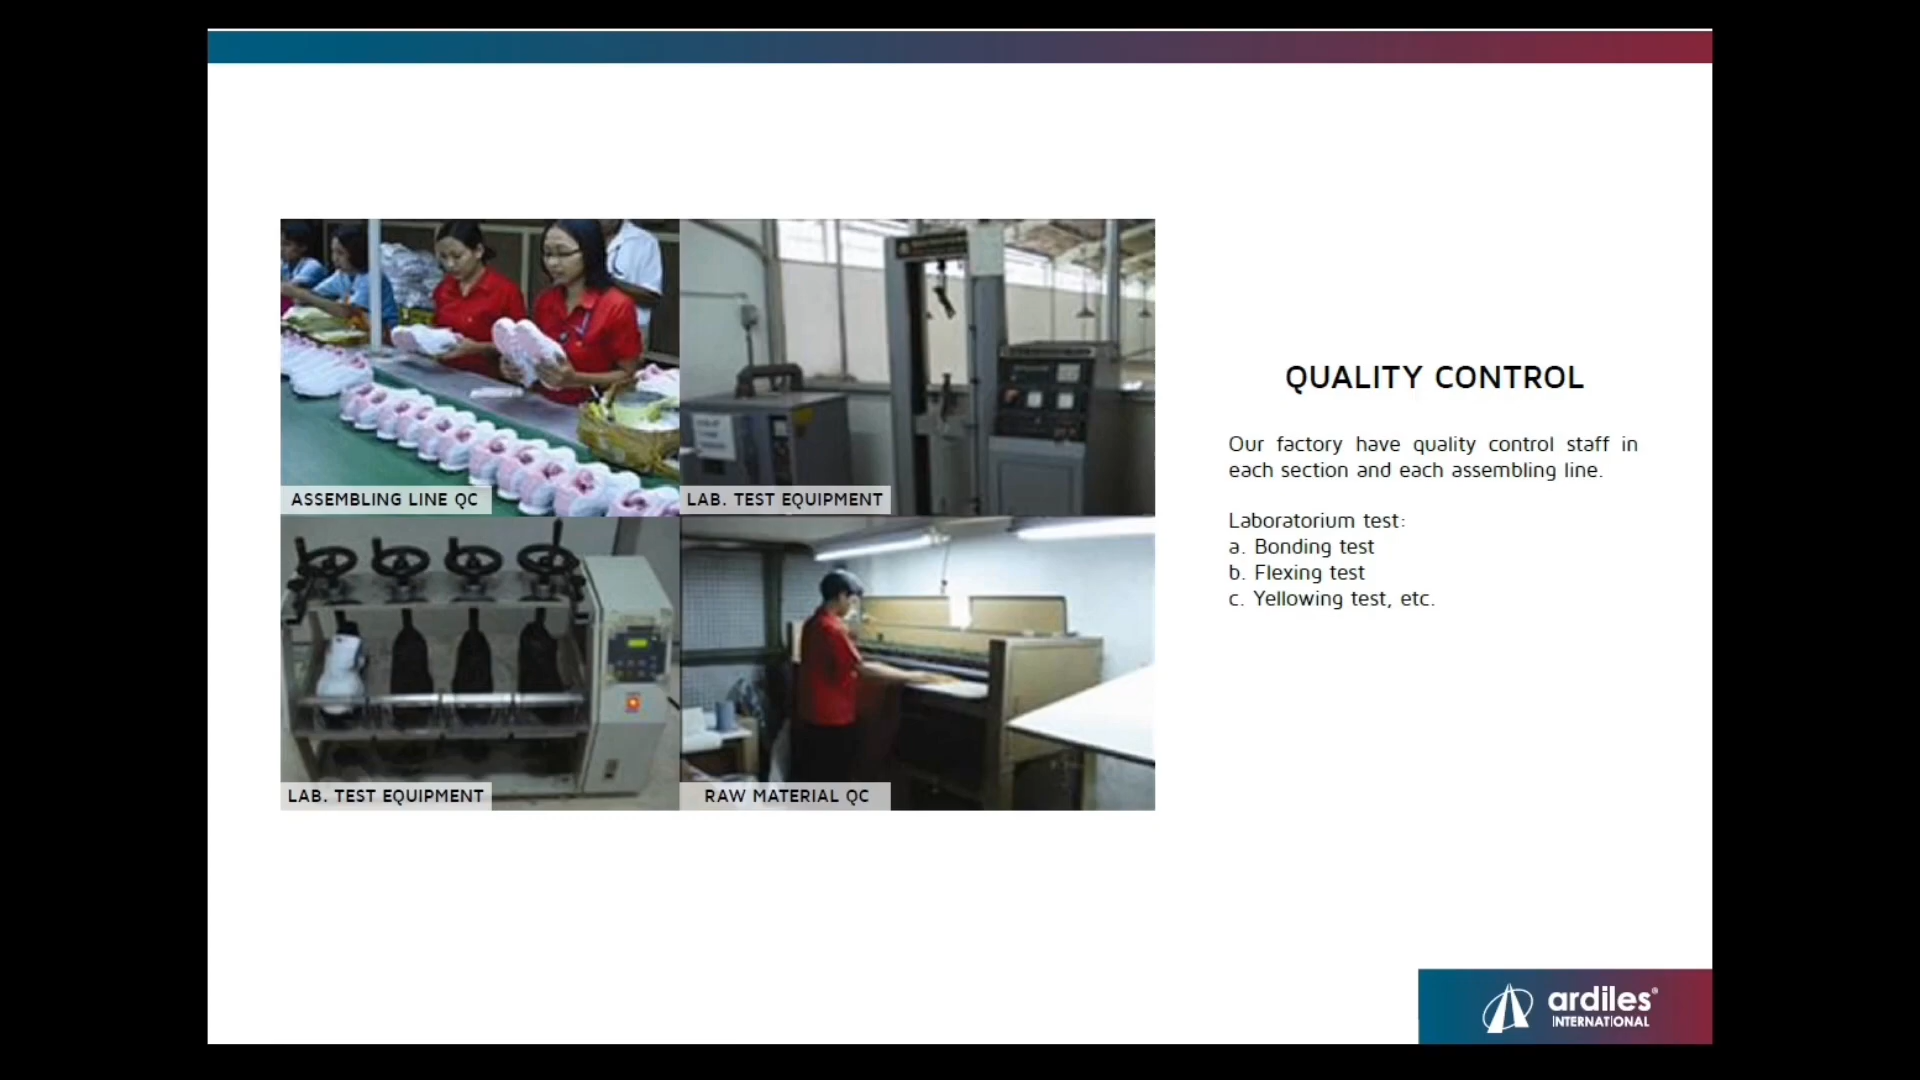 ASSEMBLING LINE QC
LAB. TEST EQUIPMENT
LAB. TEST EQUIPMENT
RAW MATERIAL QC
QUALITY CONTROL
Our factory have quality control staff in
each section and each assembling line.
Laboratorium test:
a. Bonding test
b. Flexing test
c. Yellowing test, etc.
ardiles®
INTERNATIONAL